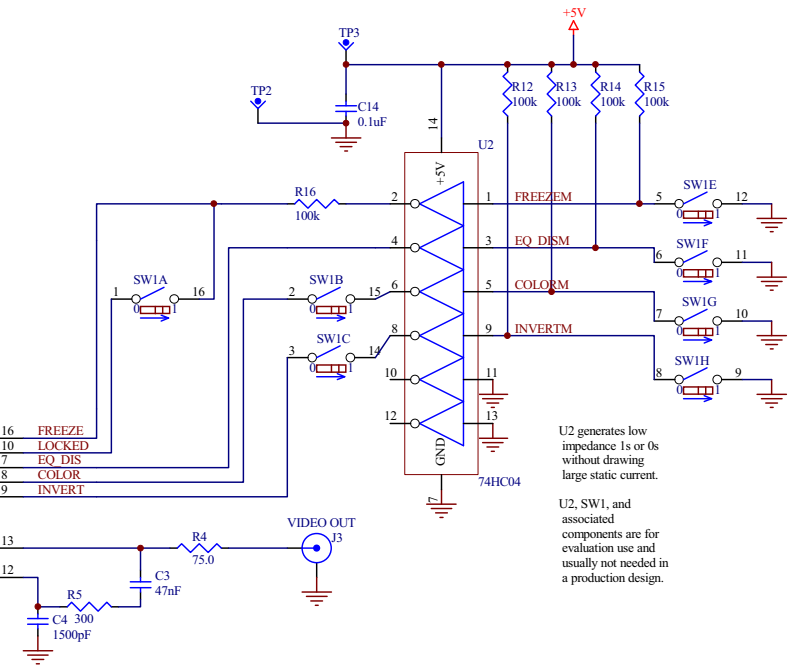 +5V
TP3
TP2
C14
0.1uF
R12
100k
R13
100k
R14
100k
R15
100k
14
+5V
U2
R16
100k
2
1
FREEZEM
5
SW1E
12
0
1
4
3
EQ_DISM
6
SW1F
11
0
1
1
SW1A
16
0
1
2
SW1B
15
0
1
6
5
COLORM
7
SW1G
10
0
1
3
SW1C
14
0
1
8
9
INVERTM
8
SW1H
9
0
1
10
11
12
13
GND
7
74HC04
16
FREEZE
10
LOCKED
7
EQ_DIS
8
COLOR
9
INVERT
U2 generates low
impedance 1s or 0s
without drawing
large static current.
U2, SW1, and
associated
components are for
evaluation use and
usually not needed in
a production design.
13
R4
75.0
VIDEO OUT
J3
12
C3
47nF
R5
300
C4
1500pF